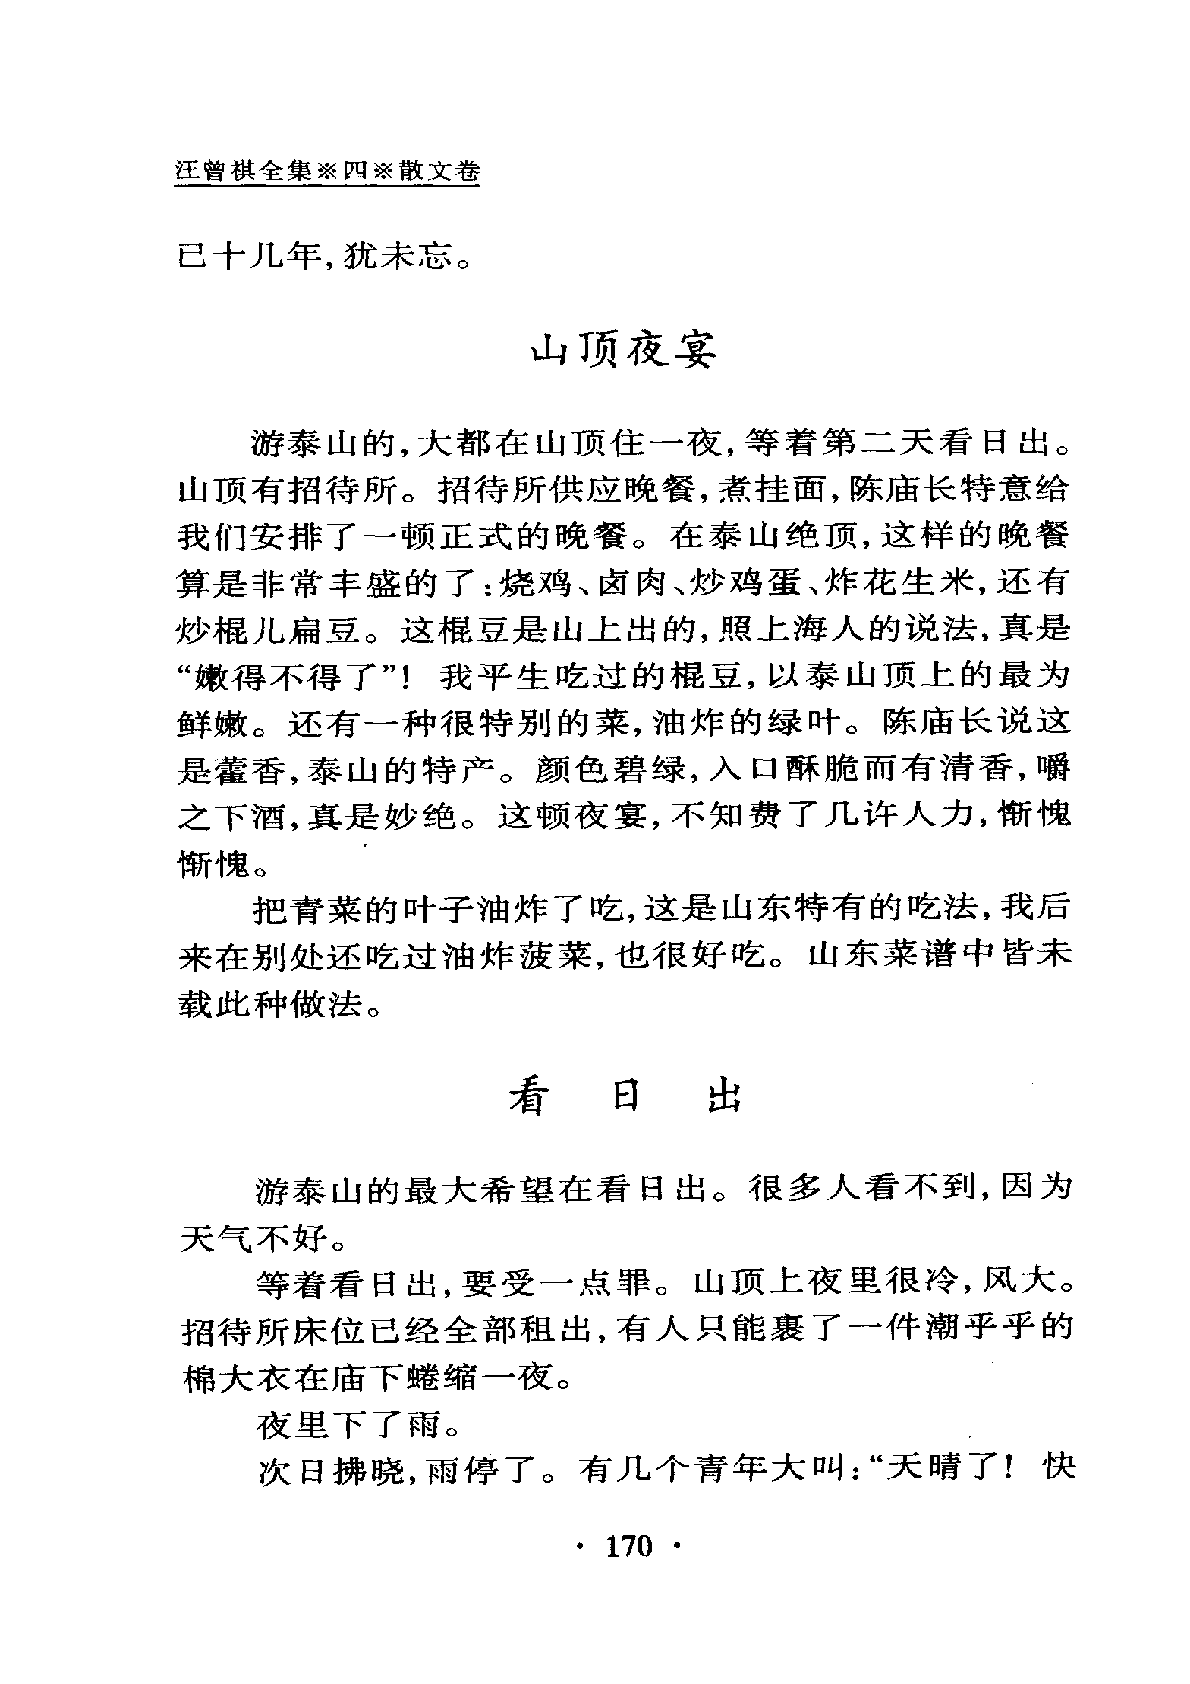 汪曾祺全集※四※散文卷
已十几年,犹未忘。
山顶夜宴
游泰山的,大都在山顶住一夜,等着第二天看日出。
山顶有招待所。招待所供应晚餐,煮挂面,陈庙长特意给
我们安排了一顿正式的晚餐。在泰山绝顶,这样的晚餐
算是非常丰盛的了:烧鸡、卤肉、炒鸡蛋、炸花生米,还有
炒棍儿扁豆。这棍豆是山上出的,照上海人的说法,真是
“嫩得不得了”! 我平生吃过的棍豆,以泰山顶上的最为
鲜嫩。还有一种很特别的菜,油炸的绿叶。陈庙长说这
是藿香,泰山的特产。颜色碧绿,入口酥脆而有清香,嚼
之下酒,真是妙绝。这顿夜宴,不知费了几许人力,惭愧
惭愧。
把青菜的叶子油炸了吃,这是山东特有的吃法,我后
来在别处还吃过油炸菠菜,也很好吃。山东菜谱中皆未
载此种做法。
看 日 出
游泰山的最大希望在看日出。很多人看不到,因为
天气不好。
等着看日出,要受一点罪。山顶上夜里很冷,风大。
招待所床位已经全部租出,有人只能裹了一件潮乎乎的
棉大衣在庙下蜷缩一夜。
夜里下了雨。
次日拂晓,雨停了。有几个青年大叫:“天晴了! 快
· 170 ·